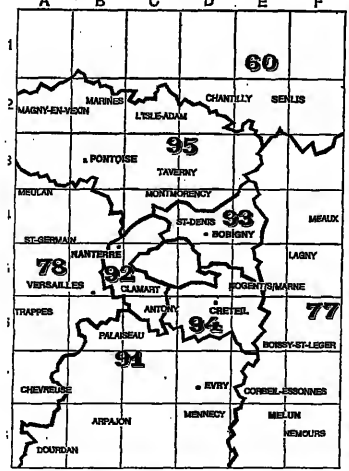 A B C D E F
1
60
2
MARINES CHANTILLY SENLIS
MAGNY-EN-VEXIN
L'ISLE-ADAM
95
3
PONTOISE
TAVERNY
MEULAN MONTMORENCY
4
ST-DENIS 93 MEAUX
BOBIGNY
ST-GERMAIN
NANTERRE LAGNY
78 92
CLAMART NOGENT/S/MARNE
VERSAILLES
77
TRAPPES ANTONY CRETEIL
94
PALAISEAU BOISSY-ST-LEGER
91
CHEVREUSE EVRY CORBEIL-ESSONNES
ARPAJON MENNECY MELUN
NEMOURS
DOURDAN